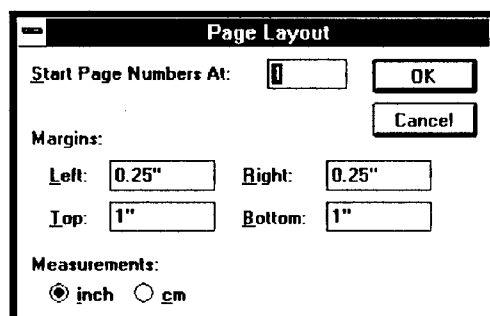 Page Layout
Start Page Numbers At: 1 OK
Cancel
Margins:
Left: 0.25" Right: 0.25"
Top: 1" Bottom: 1"
Measurements:
inch cm